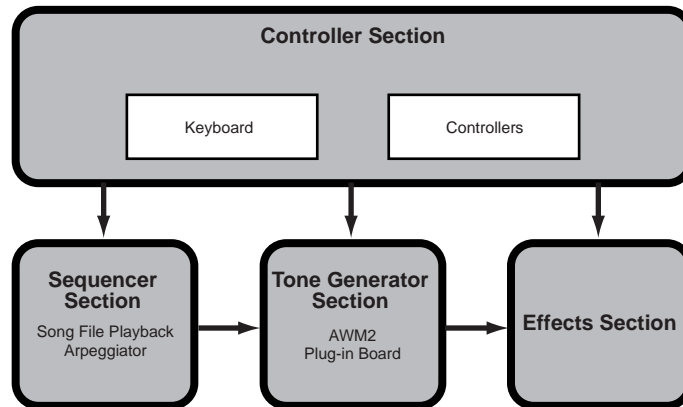 Controller Section
Keyboard
Controllers
Sequencer
Section
Song File Playback
Arpeggiator
Tone Generator
Section
AWM2
Plug-in Board
Effects Section